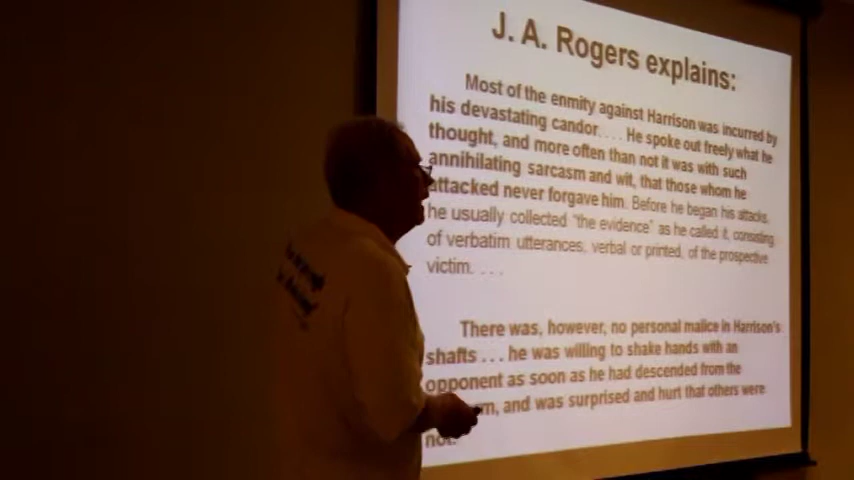 J. A. Rogers explains:
Most of the enmity against Harrison was incurred by
his devastating candor. . . . He spoke out freely what he
thought, and more often than not it was with such
annihilating sarcasm and wit, that those whom he
attacked never forgave him. Before he began his attacks,
he usually collected "the evidence" as he called it, consisting
of verbatim utterances, verbal or printed, of the prospective
victim. . . .
There was, however, no personal malice in Harrison's
shafts . . . he was willing to shake hands with an
opponent as soon as he had descended from the
and was surprised and hurt that others were
not.